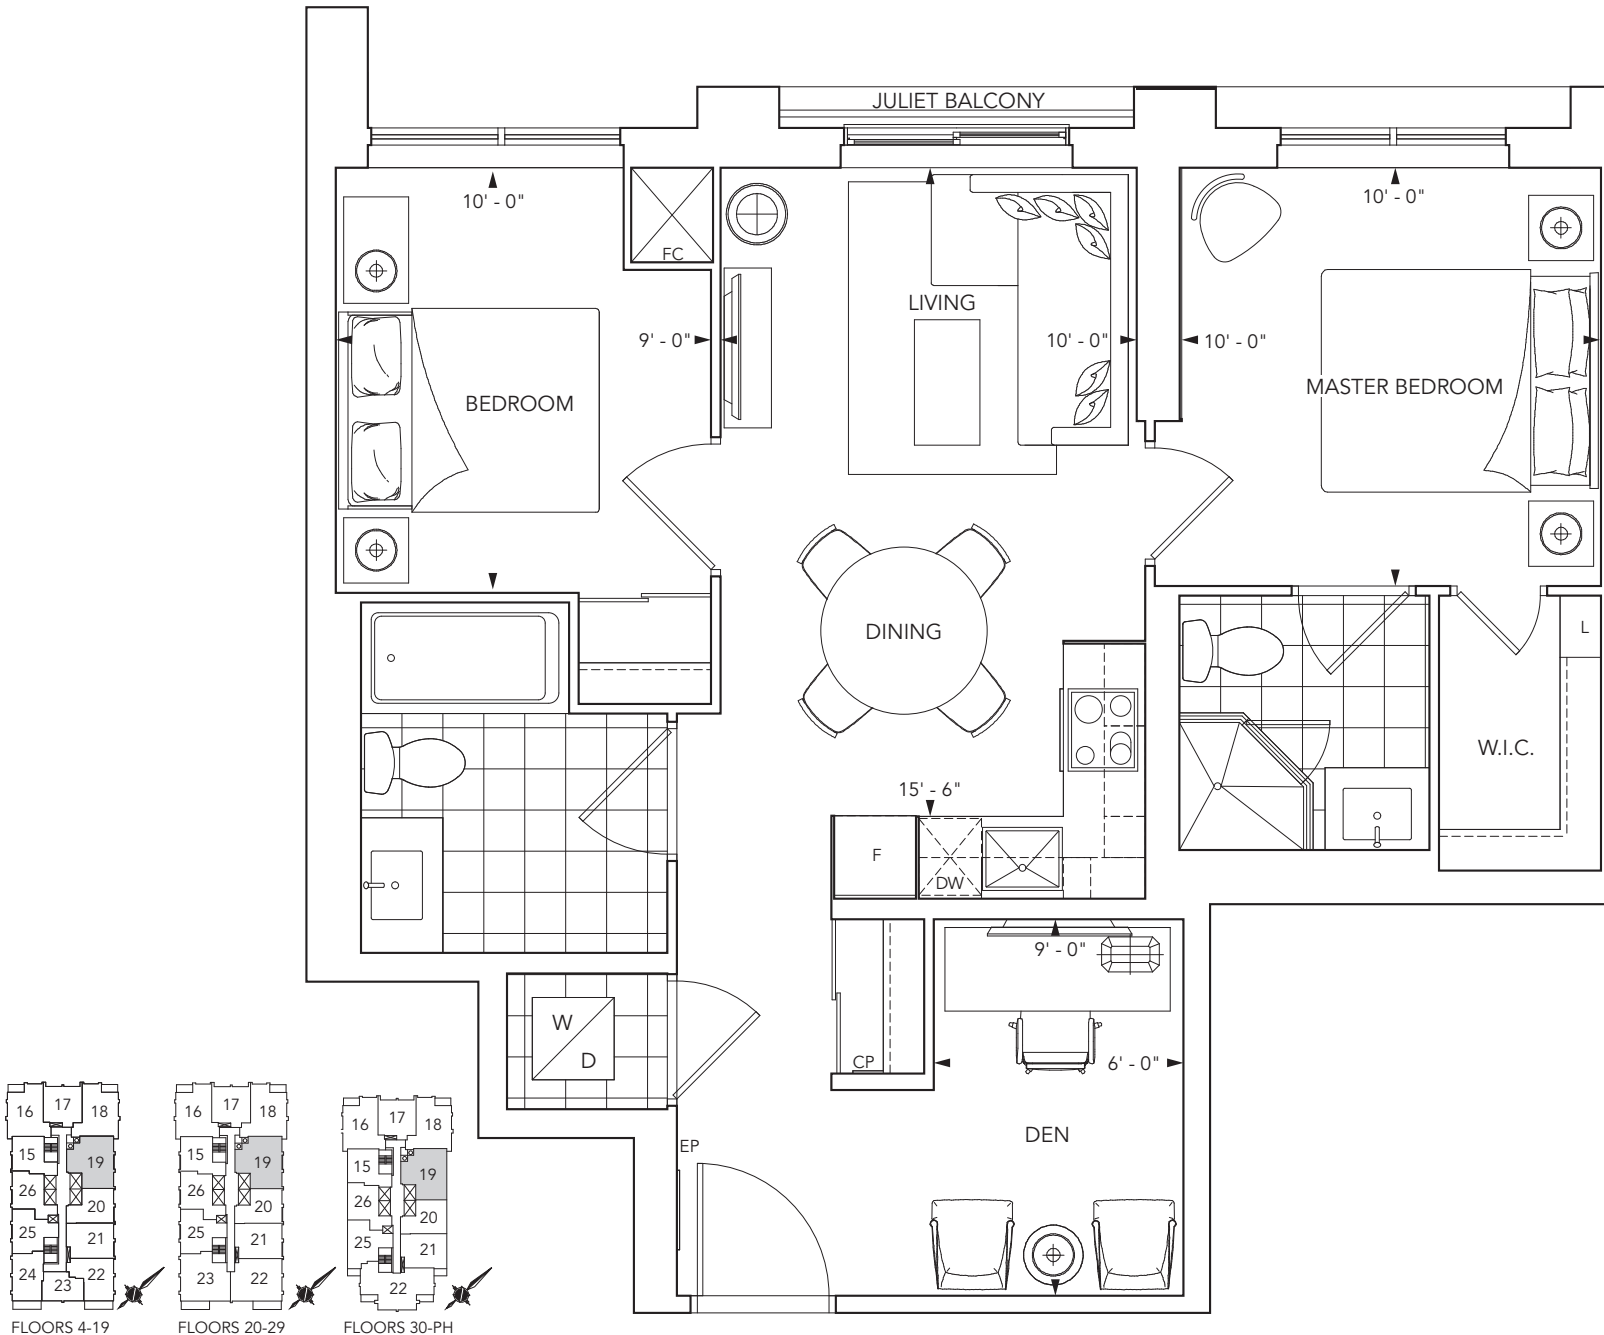 JULIET BALCONY
10' - 0"
10' - 0"
FC
LIVING
9' - 0"
10' - 0"
10' - 0"
BEDROOM
MASTER BEDROOM
DINING
L
W.I.C.
15' - 6"
F
DW
9' - 0"
W
D
CP
6' - 0"
EP
DEN
16
17
18
15
19
26
20
25
21
24
23
22
FLOORS 4-19
16
17
18
15
19
26
20
25
21
23
22
FLOORS 20-29
16
17
18
15
19
26
20
25
21
22
FLOORS 30-PH